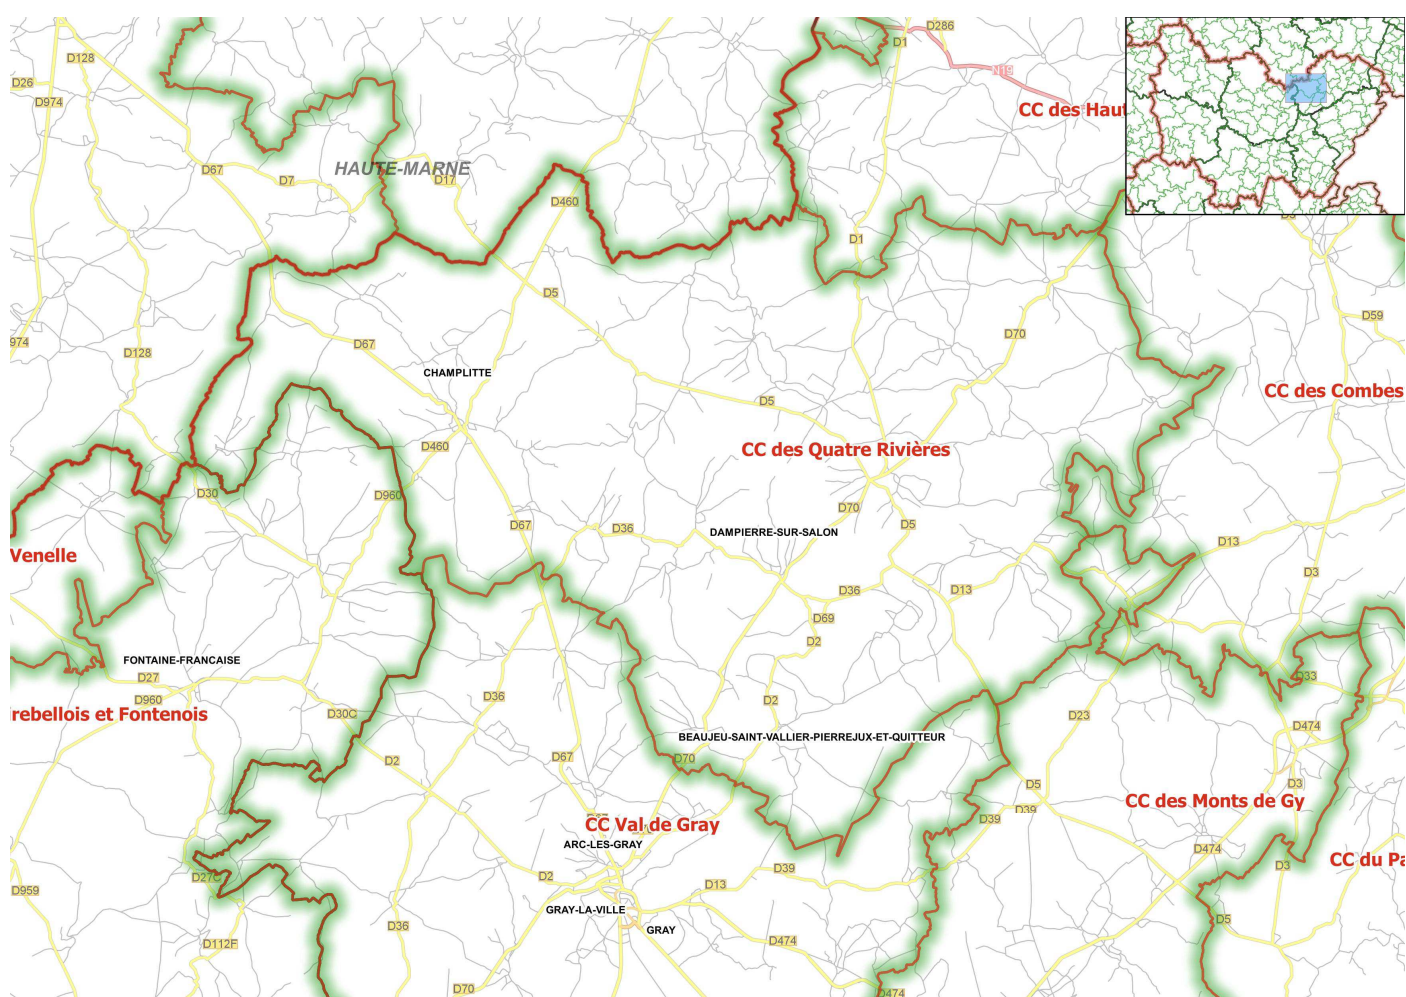 D286
D1
D128
D26
D974
N19
CC des Haut
D67
D7
HAUTE-MARNE
D17
D460
D1
D5
D59
D70
974
D128
D67
CHAMPLITTE
D5
CC des Combes
D460
CC des Quatre Rivières
D30
D960
D70
D67
D36
D5
DAMPIERRE-SUR-SALON
D13
Venelle
D3
D36
D13
D69
D2
FONTAINE-FRANCAISE
D27
D33
D960
D36
D2
rebellois et Fontenois
D30C
D23
D474
BEAUJEU-SAINT-VALLIER-PIERREJUX-ET-QUITTEUR
D67
D70
D2
D5
D3
CC des Monts de Gy
D39
D39
CC Val de Gray
ARC-LES-GRAY
D474
CC du Pa
D3
D39
D2
D13
D27C
D959
GRAY-LA-VILLE
D5
D36
GRAY
D112F
D474
D70
D474